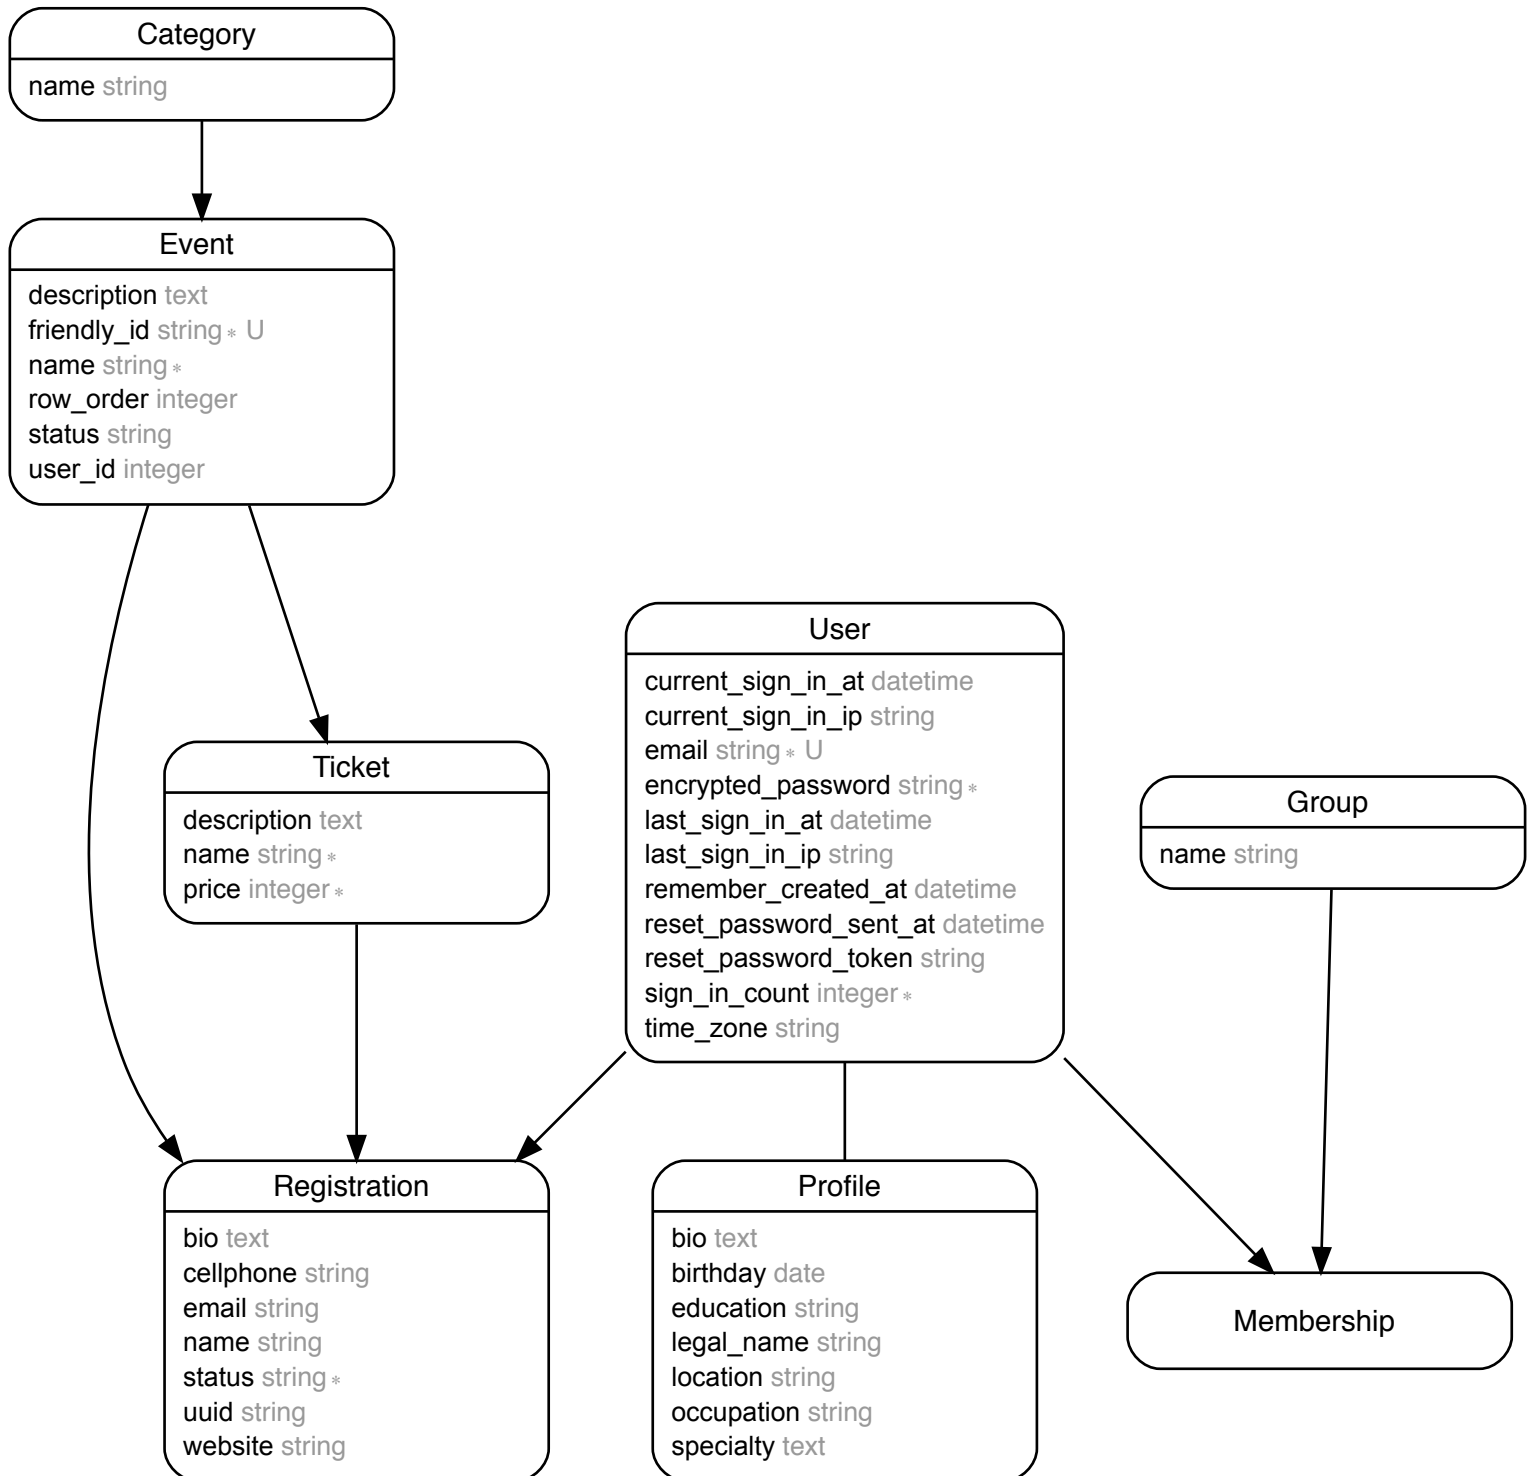 Category
name string
Event
description text
friendly_id string * U
name string *
row_order integer
status string
user_id integer
Ticket
description text
name string *
price integer *
User
current_sign_in_at datetime
current_sign_in_ip string
email string * U
encrypted_password string *
last_sign_in_at datetime
last_sign_in_ip string
remember_created_at datetime
reset_password_sent_at datetime
reset_password_token string
sign_in_count integer *
time_zone string
Group
name string
Registration
bio text
cellphone string
email string
name string
status string *
uuid string
website string
Profile
bio text
birthday date
education string
legal_name string
location string
occupation string
specialty text
Membership